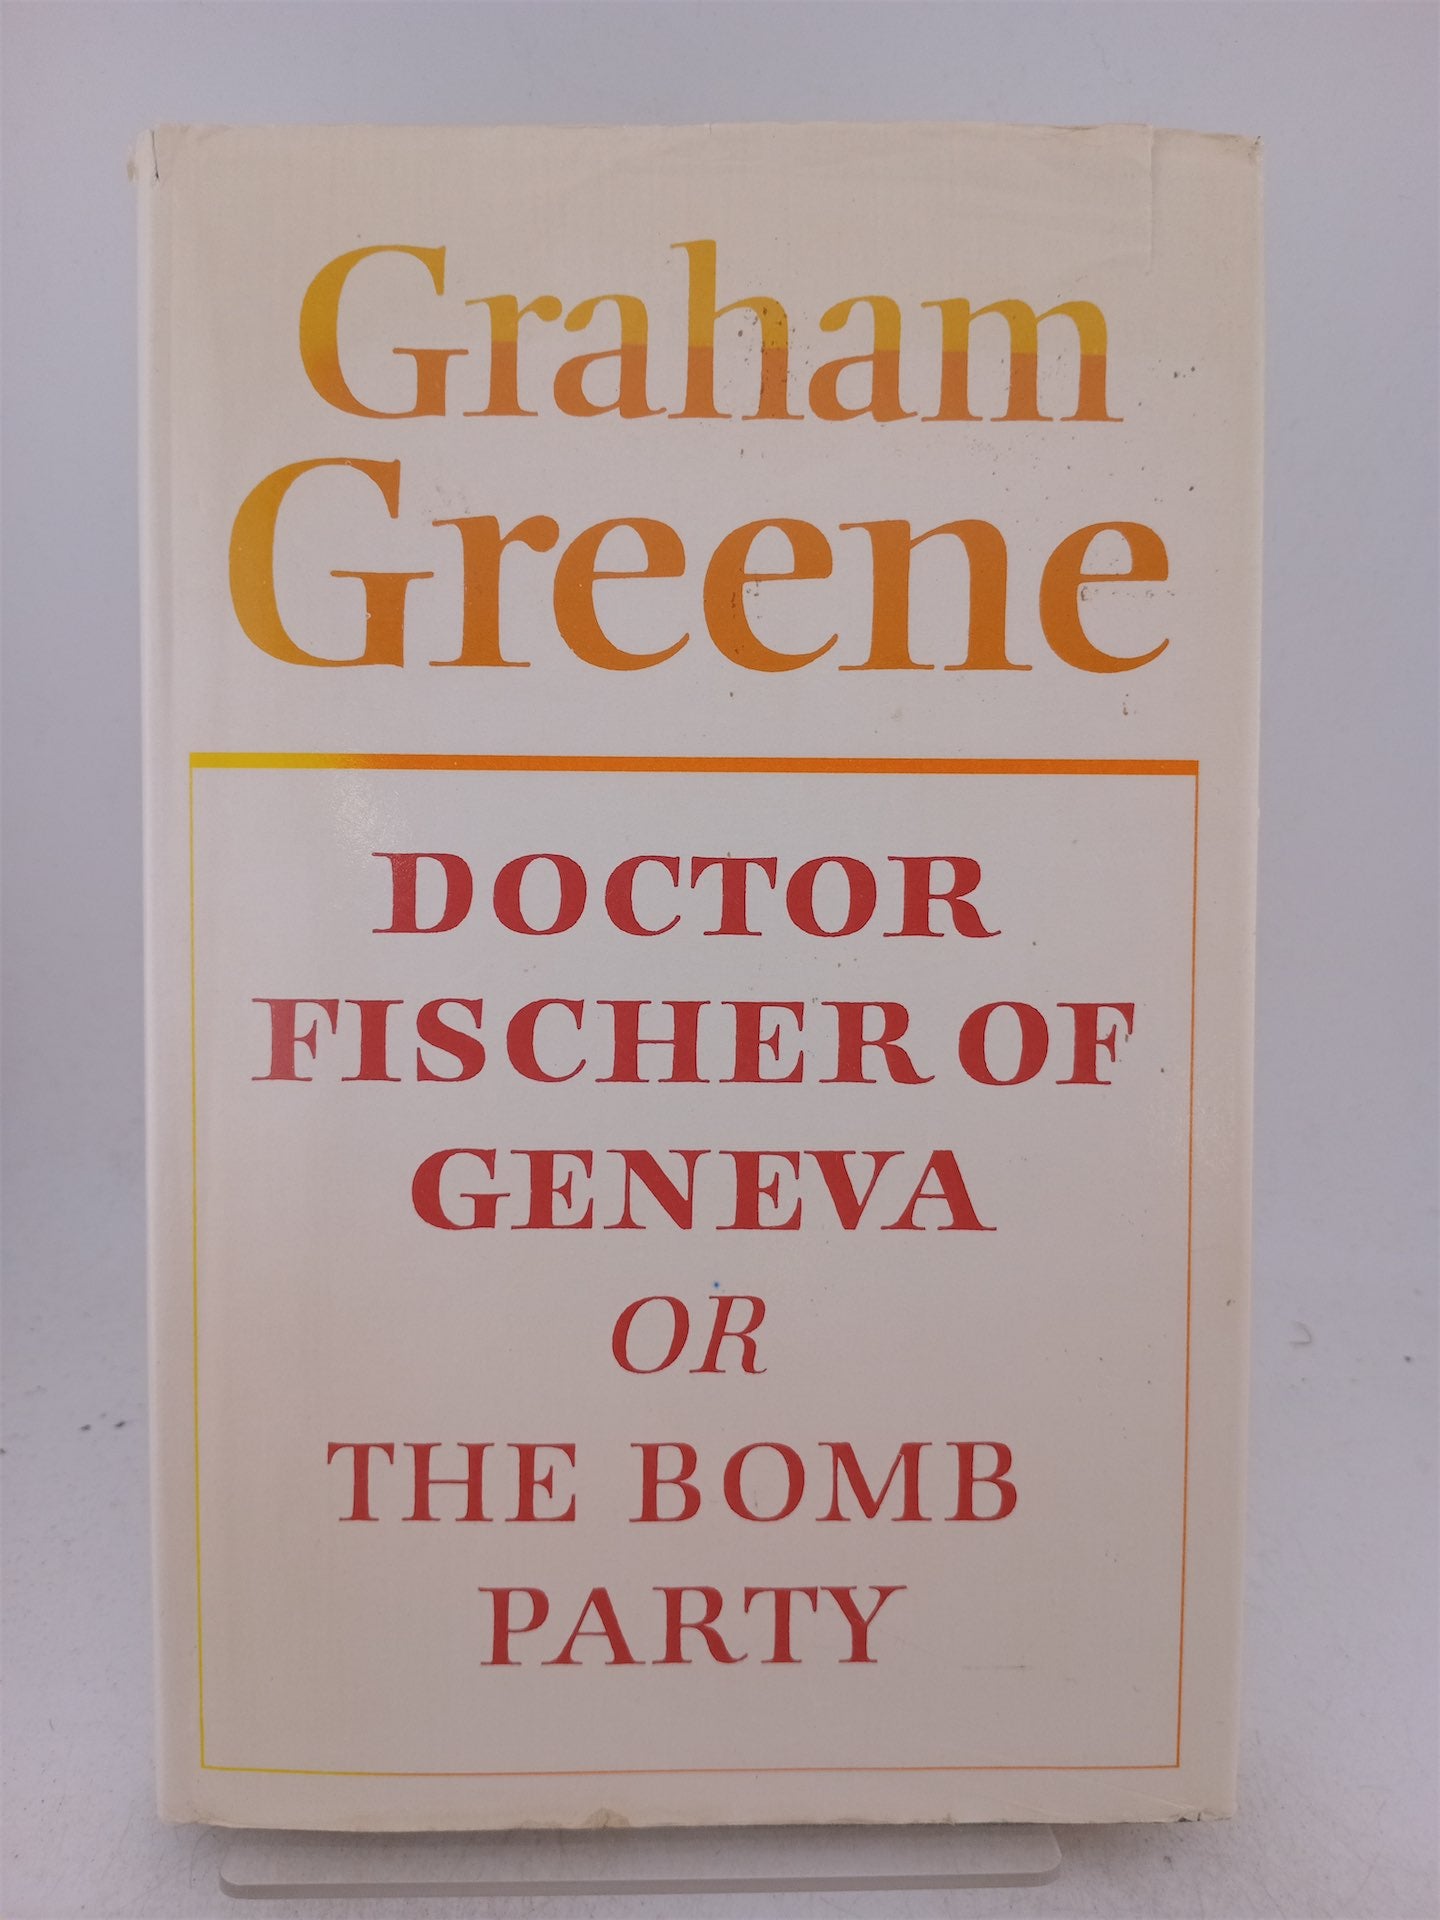 Graham
Greene
DOCTOR
FISCHER OF
GENEVA
OR
THE BOMB
PARTY